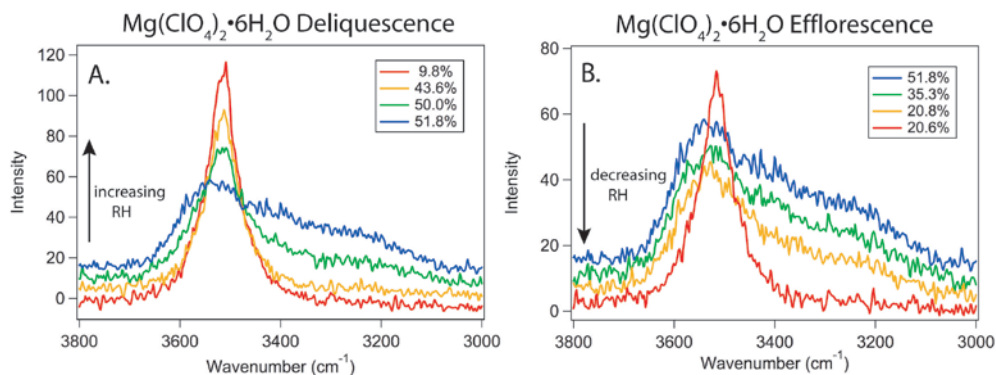 Mg(ClO₄)₂•6H₂O Deliquescence
A.
120
100
80
60
40
20
0
Intensity
increasing
RH
9.8%
43.6%
50.0%
51.8%
3800
3600
3400
3200
3000
Wavenumber (cm⁻¹)
Mg(ClO₄)₂•6H₂O Efflorescence
B.
80
60
40
20
0
Intensity
decreasing
RH
51.8%
35.3%
20.8%
20.6%
3800
3600
3400
3200
3000
Wavenumber (cm⁻¹)